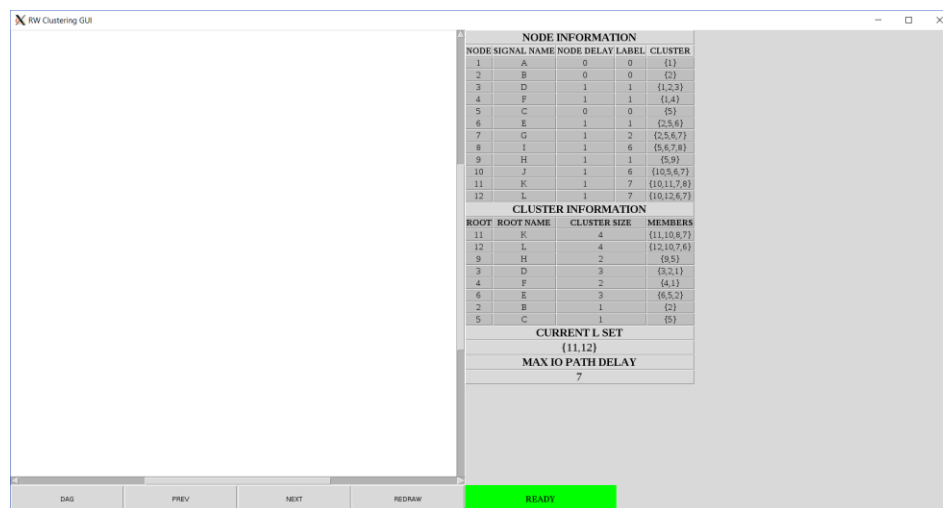 RW Clustering GUI
NODE INFORMATION
NODE SIGNAL NAME NODE DELAY LABEL CLUSTER
1 A 0 0 {1}
2 B 0 0 {2}
3 D 1 1 {1,2,3}
4 F 1 1 {1,4}
5 C 0 0 {5}
6 E 1 1 {2,5,6}
7 G 1 2 {2,5,6,7}
8 I 1 6 {5,6,7,8}
9 H 1 1 {5,9}
10 J 1 6 {10,5,6,7}
11 K 1 7 {10,11,7,8}
12 L 1 7 {10,12,6,7}
CLUSTER INFORMATION
ROOT ROOT NAME CLUSTER SIZE MEMBERS
11 K 4 {11,10,8,7}
12 L 4 {12,10,7,6}
9 H 2 {9,5}
3 D 3 {3,2,1}
4 F 2 {4,1}
6 E 3 {6,5,2}
2 B 1 {2}
5 C 1 {5}
CURRENT L SET
{11,12}
MAX IO PATH DELAY
7
DAG PREV NEXT REDRAW READY